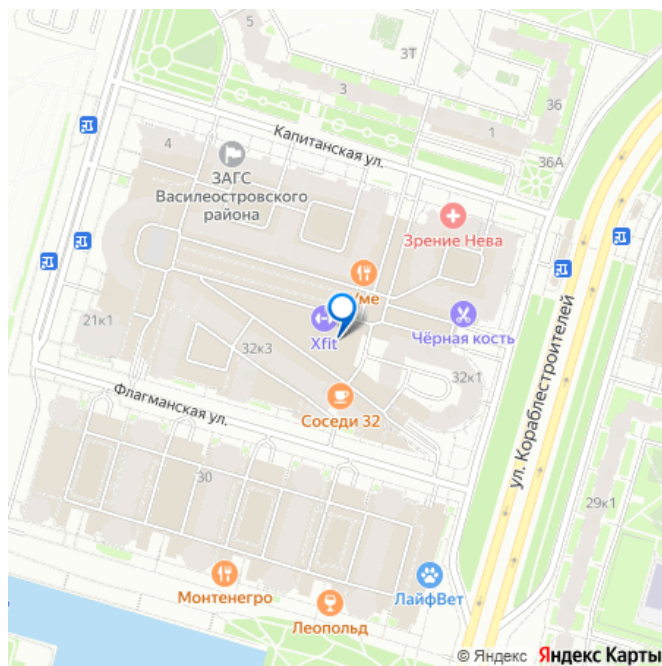 5
3Т
3
36
1
36А
Капитанская ул.
4
ЗАГС
Василеостровского
района
Зрение Нева
Уме
Xfit
Чёрная кость
21к1
32к3
32к1
Соседи 32
Флагманская ул.
ул. Кораблестроителей
30
29к1
Монтенегро
ЛайфВет
Леопольд
© Яндекс Яндекс Карты